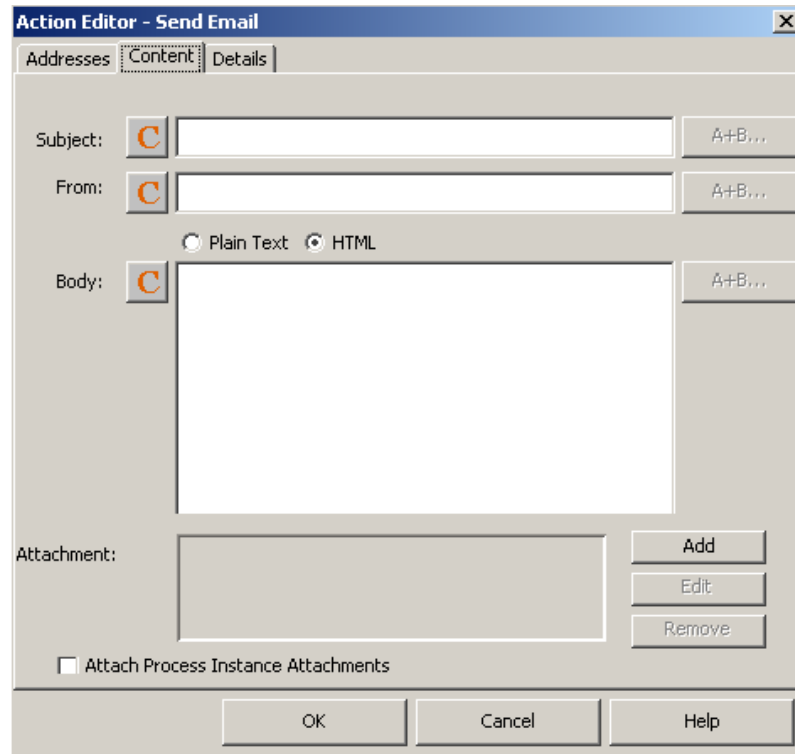 Action Editor - Send Email
Addresses Content Details
Subject: C A+B...
From: C A+B...
Plain Text HTML
Body: C A+B...
Attachment: Add
Edit
Remove
Attach Process Instance Attachments
OK Cancel Help